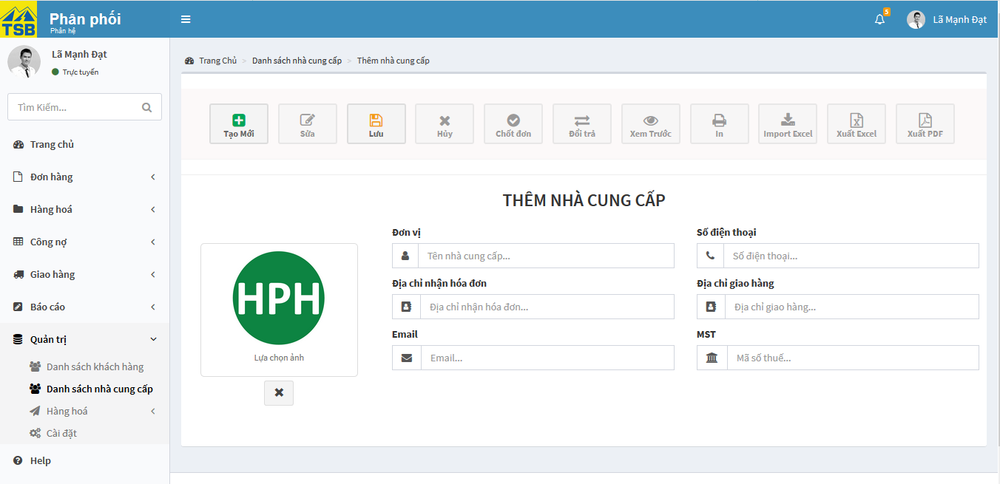 TSB
Phân phối
Phân hệ
5
Lã Mạnh Đạt
Lã Mạnh Đạt
Trực tuyến
Tìm Kiếm...
Trang chủ
Đơn hàng
Hàng hoá
Công nợ
Giao hàng
Báo cáo
Quản trị
Danh sách khách hàng
Danh sách nhà cung cấp
Hàng hoá
Cài đặt
Help
Trang Chủ > Danh sách nhà cung cấp > Thêm nhà cung cấp
Tạo Mới Sửa Lưu Hủy Chốt đơn Đổi trả Xem Trước In Import Excel Xuất Excel Xuất PDF
THÊM NHÀ CUNG CẤP
HPH
Lựa chọn ảnh
Đơn vị
Tên nhà cung cấp...
Số điện thoại
Số điện thoại...
Địa chỉ nhận hóa đơn
Địa chỉ nhận hóa đơn...
Địa chỉ giao hàng
Địa chỉ giao hàng...
Email
Email...
MST
Mã số thuế...